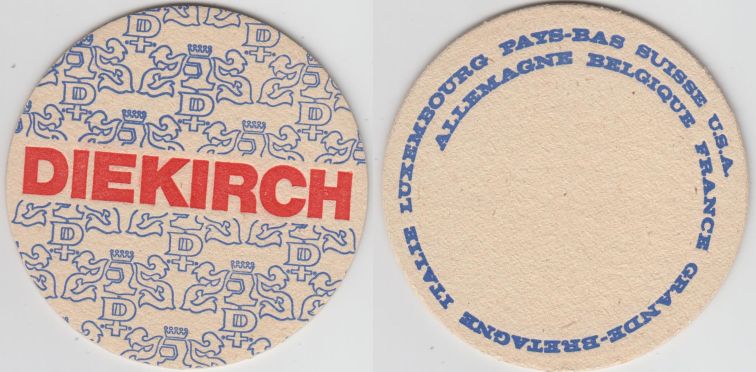 DIEKIRCH
D
D
D
D
D
D
D
LUXEMBOURG PAYS-BAS SUISSE U.S.A.
ALLEMAGNE BELGIQUE FRANCE GRANDE-BRETAGNE ITALIE